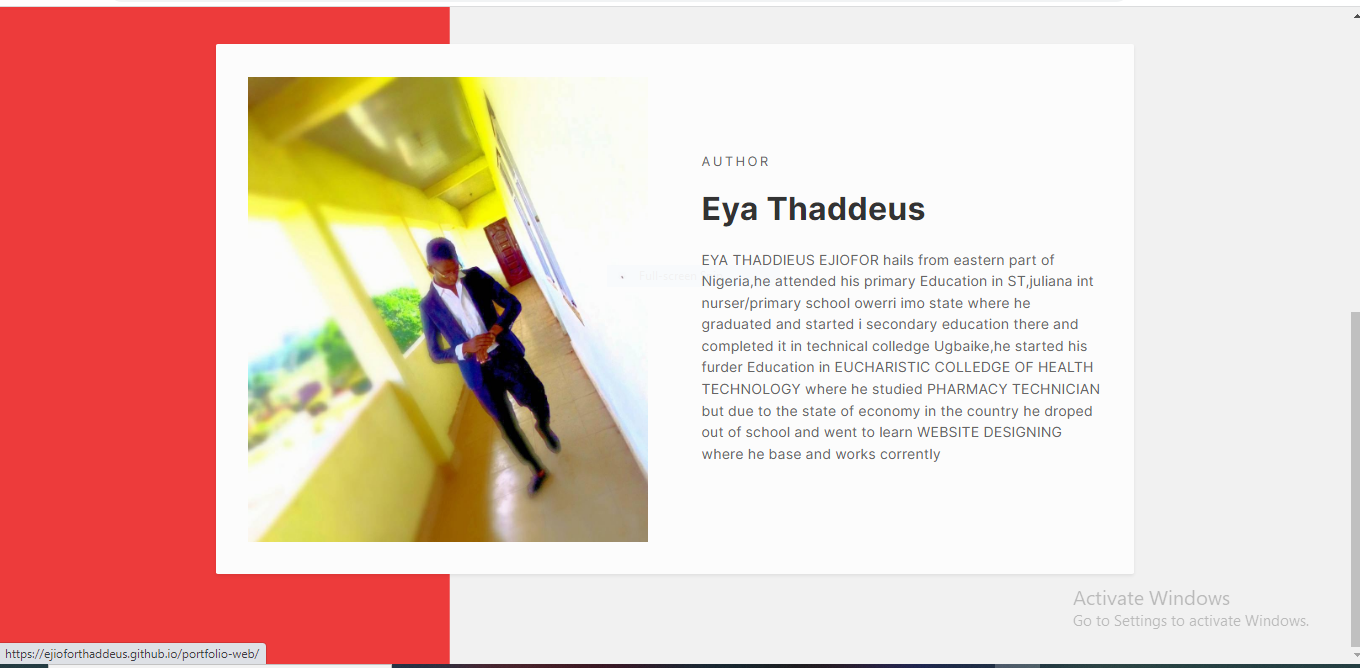 AUTHOR
Eya Thaddeus
EYA THADDIEUS EJIOFOR hails from eastern part of
Nigeria,he attended his primary Education in ST,juliana int
nurser/primary school owerri imo state where he
graduated and started i secondary education there and
completed it in technical colledge Ugbaike,he started his
furder Education in EUCHARISTIC COLLEDGE OF HEALTH
TECHNOLOGY where he studied PHARMACY TECHNICIAN
but due to the state of economy in the country he droped
out of school and went to learn WEBSITE DESIGNING
where he base and works corrently
Full-screen
Activate Windows
Go to Settings to activate Windows.
https://ejioforthaddeus.github.io/portfolio-web/